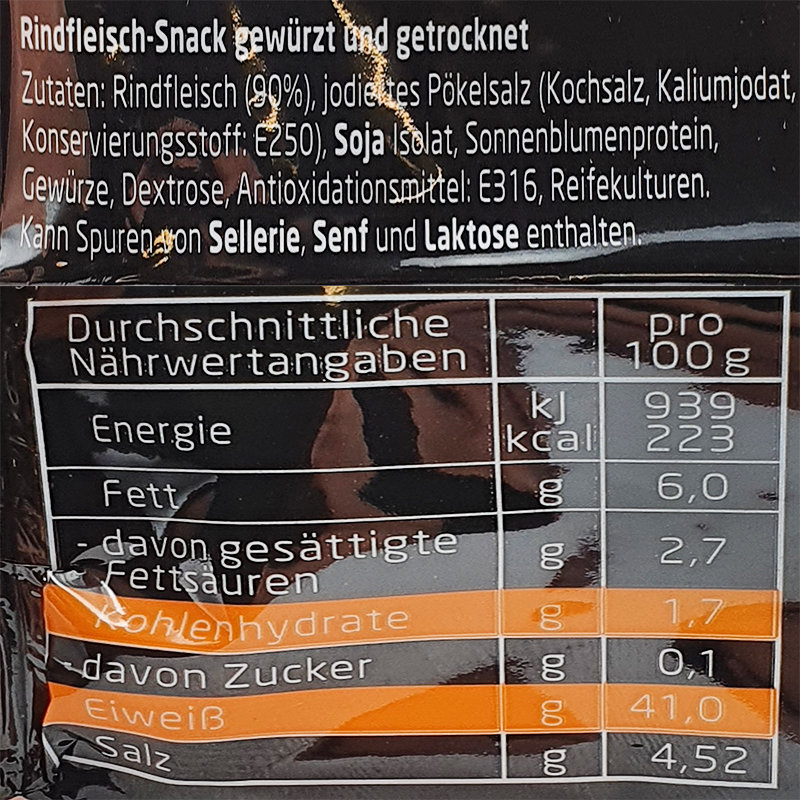 Rindfleisch-Snack gewürzt und getrocknet
Zutaten: Rindfleisch (90%), jodiertes Pökelsalz (Kochsalz, Kaliumjodat,
Konservierungsstoff: E250), Soja Isolat, Sonnenblumenprotein,
Gewürze, Dextrose, Antioxidationsmittel: E316, Reifekulturen.
Kann Spuren von Sellerie, Senf und Laktose enthalten.
Durchschnittliche pro
Nährwertangaben 100 g
Energie kJ 939
kcal 223
Fett g 6,0
- davon gesättigte
Fettsäuren g 2,7
Kohlenhydrate g 1,7
- davon Zucker g 0,1
Eiweiß g 41,0
Salz g 4,52